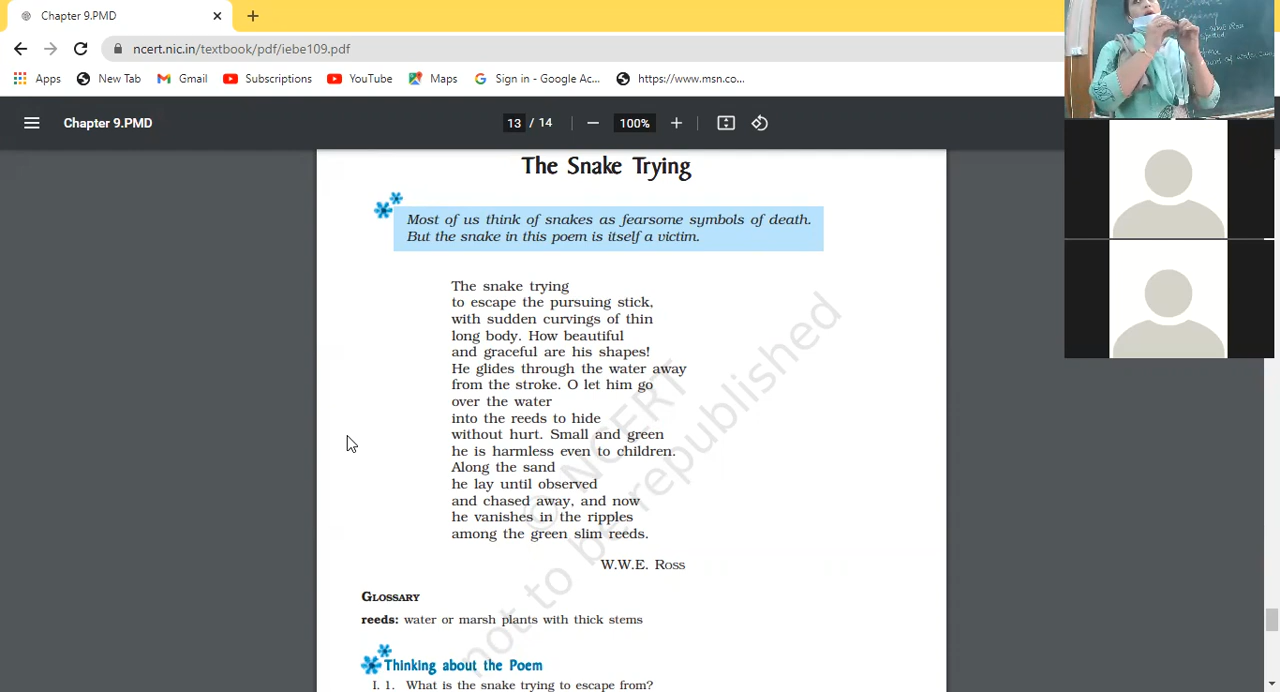 Chapter 9.PMD
ncert.nic.in/textbook/pdf/iebe109.pdf
Apps New Tab Gmail Subscriptions YouTube Maps Sign in - Google Ac... https://www.msn.co...
Chapter 9.PMD 13 / 14 100%
The Snake Trying
Most of us think of snakes as fearsome symbols of death.
But the snake in this poem is itself a victim.
The snake trying
to escape the pursuing stick,
with sudden curvings of thin
long body. How beautiful
and graceful are his shapes!
He glides through the water away
from the stroke. O let him go
over the water
into the reeds to hide
without hurt. Small and green
he is harmless even to children.
Along the sand
he lay until observed
and chased away, and now
he vanishes in the ripples
among the green slim reeds.
W.W.E. Ross
GLOSSARY
reeds: water or marsh plants with thick stems
Thinking about the Poem
I. 1. What is the snake trying to escape from?
© NCERT
not to be republished